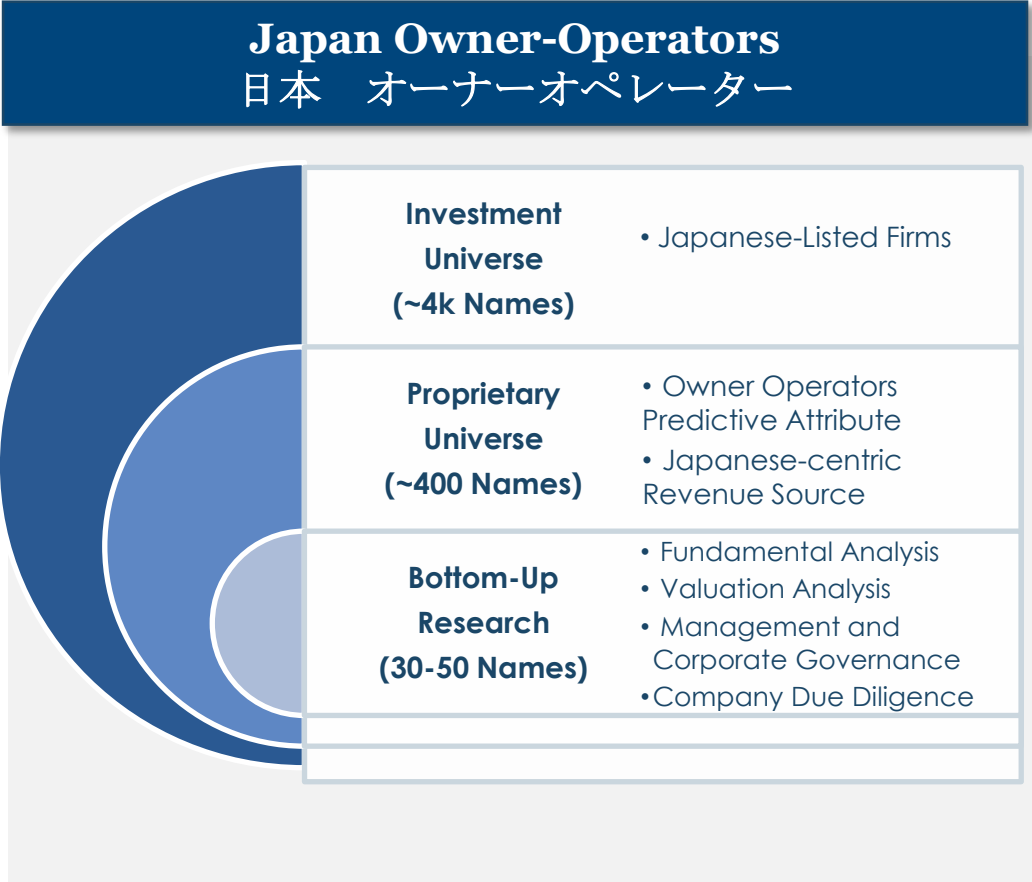 Japan Owner-Operators
日本　オーナーオペレーター
Investment
Universe
(~4k Names)
• Japanese-Listed Firms
Proprietary
Universe
(~400 Names)
• Owner Operators
Predictive Attribute
• Japanese-centric
Revenue Source
Bottom-Up
Research
(30-50 Names)
• Fundamental Analysis
• Valuation Analysis
• Management and
Corporate Governance
•Company Due Diligence